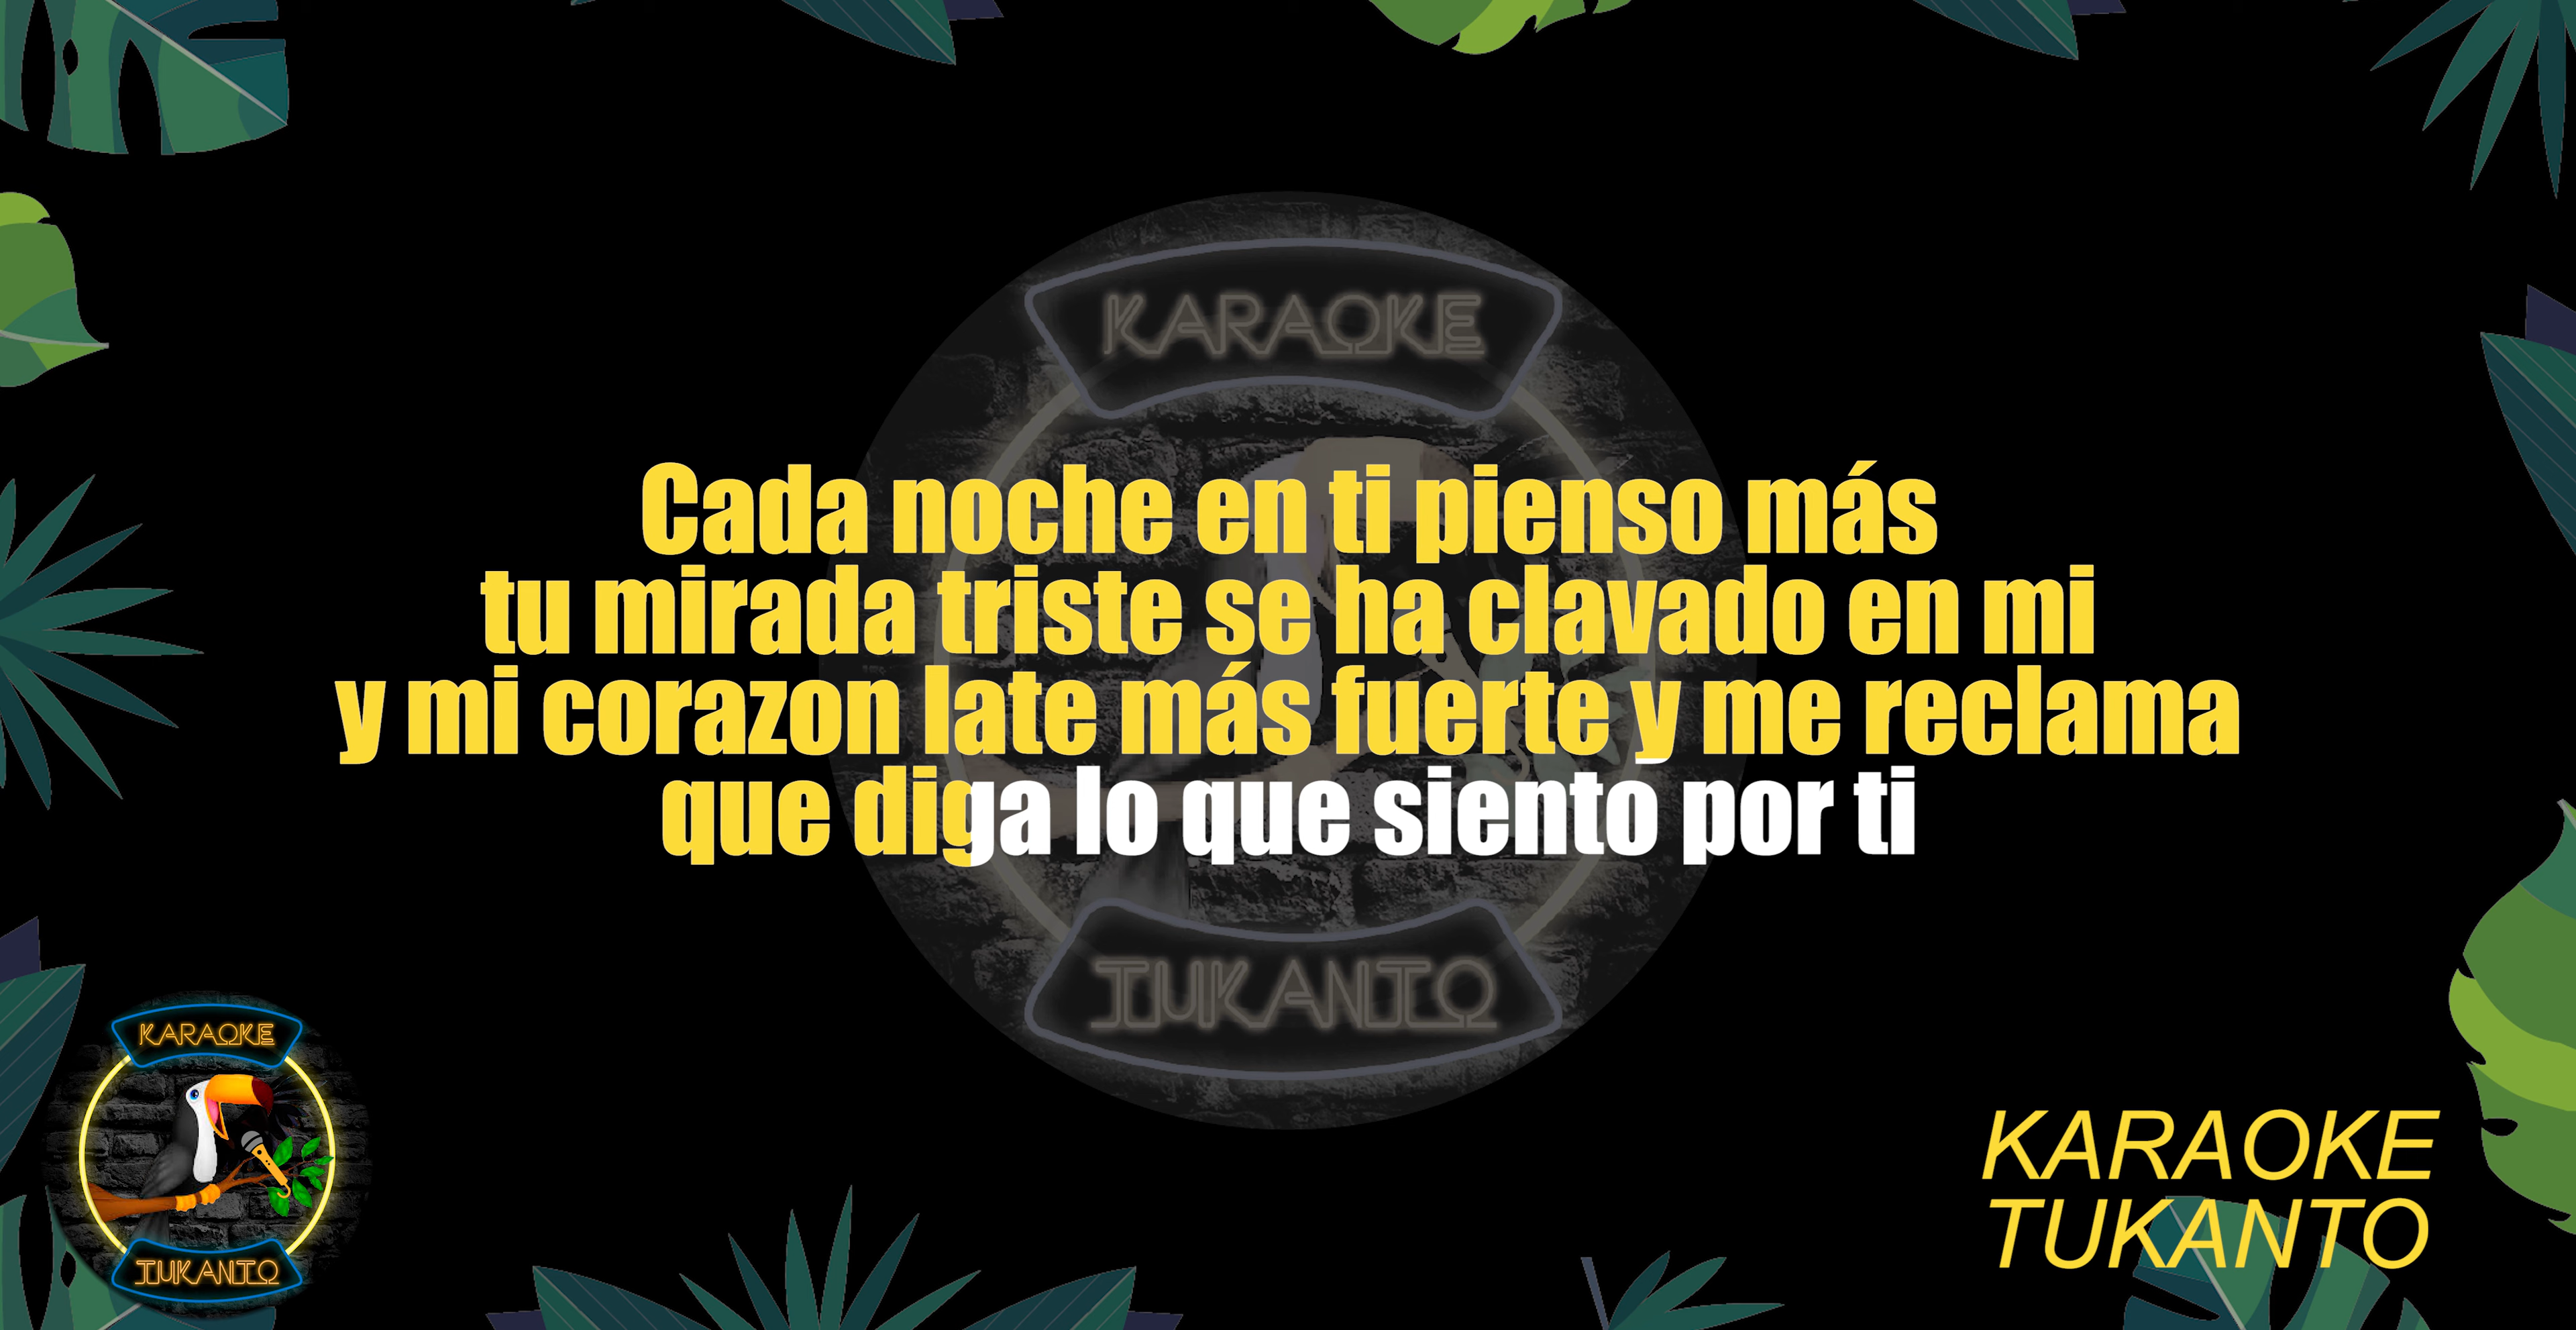 KARAOKE
Cada noche en ti pienso más
tu mirada triste se ha clavado en mi
y mi corazon late más fuerte y me reclama
que diga lo que siento por ti
TUKANTO
KARAOKE
TUKANTO
KARAOKE
TUKANTO